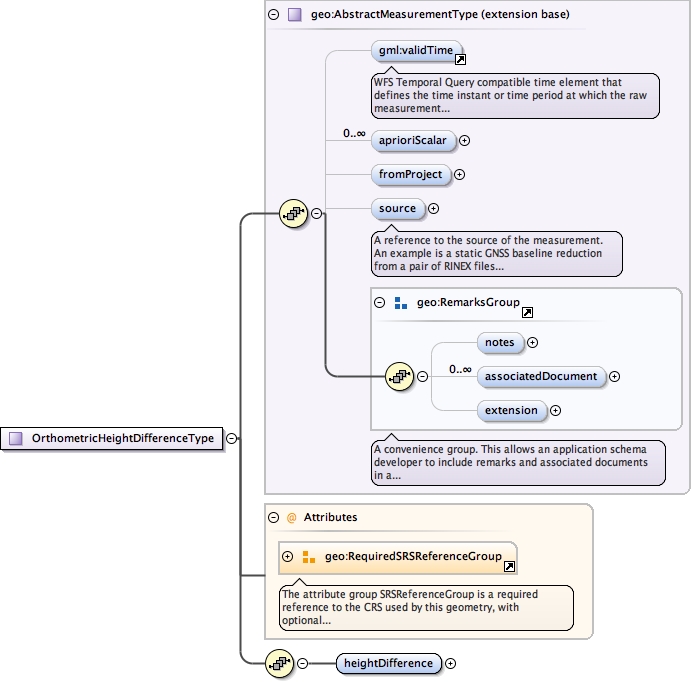 geo:AbstractMeasurementType (extension base)
gml:validTime
WFS Temporal Query compatible time element that
defines the time instant or time period at which the raw
measurement...
0..∞
aprioriScalar
fromProject
source
A reference to the source of the measurement.
An example is a static GNSS baseline reduction
from a pair of RINEX files...
geo:RemarksGroup
notes
0..∞
associatedDocument
extension
A convenience group. This allows an application schema
developer to include remarks and associated documents
in a...
OrthometricHeightDifferenceType
@ Attributes
geo:RequiredSRSReferenceGroup
The attribute group SRSReferenceGroup is a required
reference to the CRS used by this geometry, with
optional...
heightDifference